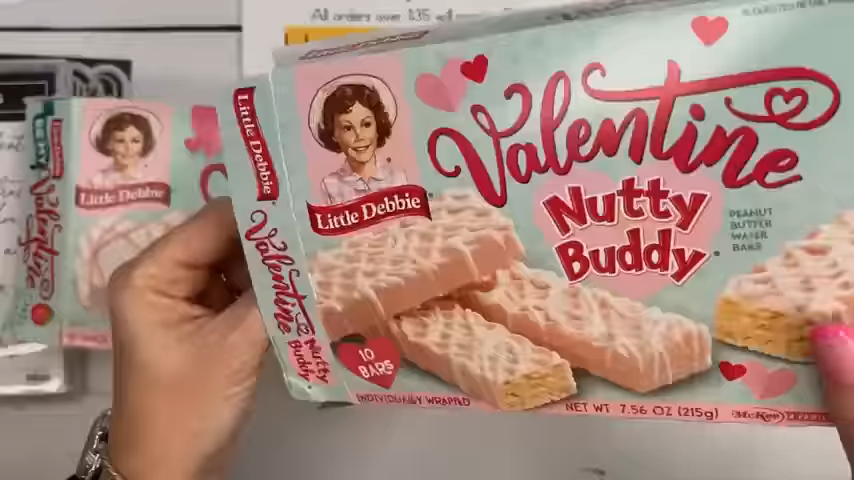 All orders over $35
Little Debbie
Valentine
Nutty
Buddy
PEANUT
BUTTER
WAFER
BARS
Little Debbie
Valentine
Nutty
Buddy
10
BARS
INDIVIDUALLY WRAPPED
NET WT 7.56 OZ (215g)
McKee
Little Debbie
Valentine